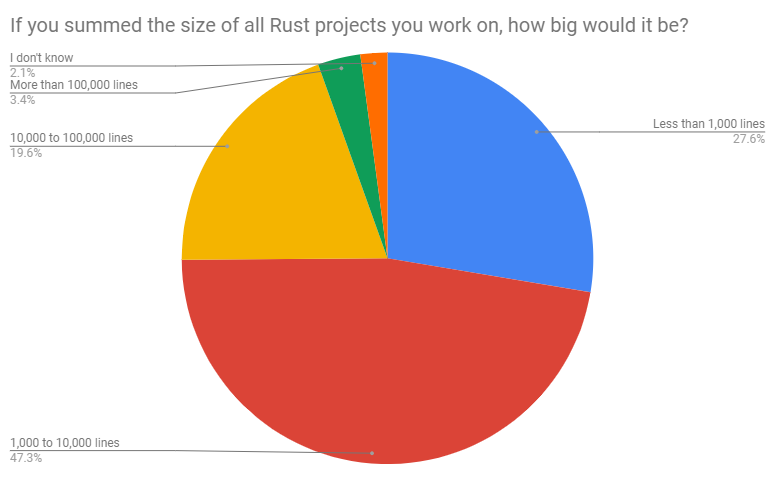 If you summed the size of all Rust projects you work on, how big would it be?
I don't know
2.1%
More than 100,000 lines
3.4%
10,000 to 100,000 lines
19.6%
Less than 1,000 lines
27.6%
1,000 to 10,000 lines
47.3%